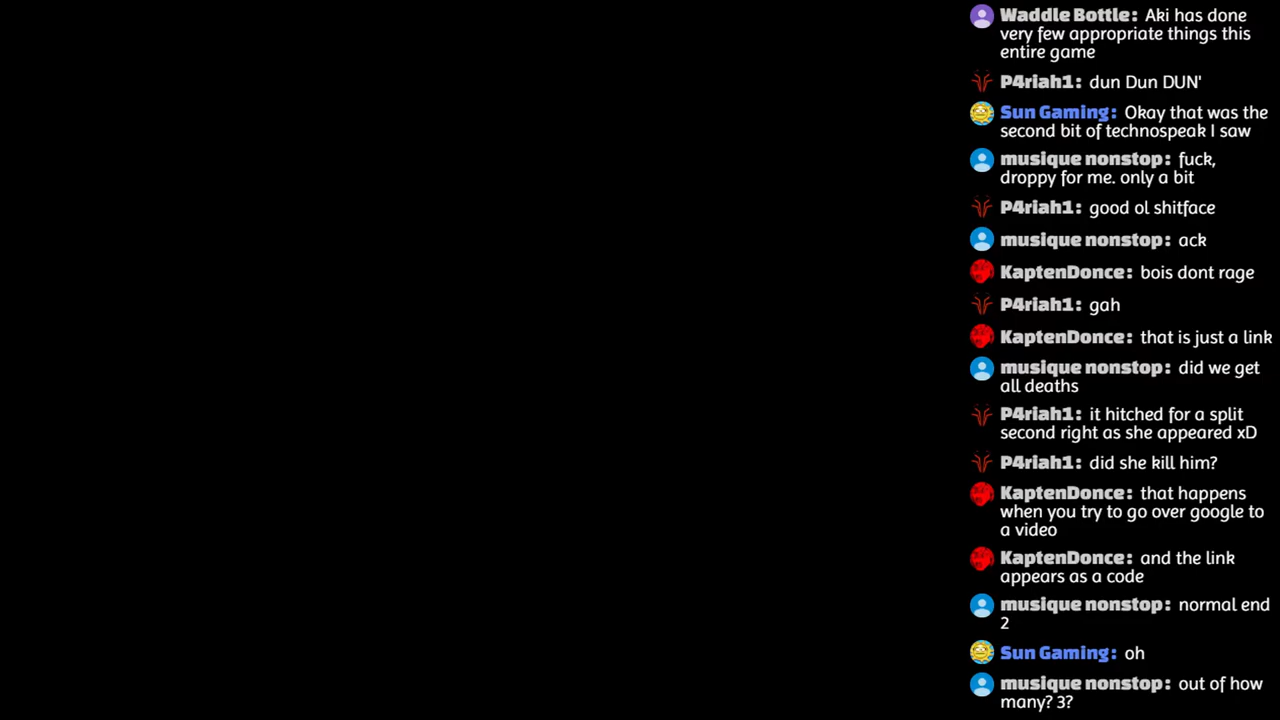 Waddle Bottle: Aki has done
very few appropriate things this
entire game
P4riah1: dun Dun DUN'
Sun Gaming: Okay that was the
second bit of technospeak I saw
musique nonstop: fuck,
droppy for me. only a bit
P4riah1: good ol shitface
musique nonstop: ack
KaptenDonce: bois dont rage
P4riah1: gah
KaptenDonce: that is just a link
musique nonstop: did we get
all deaths
P4riah1: it hitched for a split
second right as she appeared xD
P4riah1: did she kill him?
KaptenDonce: that happens
when you try to go over google to
a video
KaptenDonce: and the link
appears as a code
musique nonstop: normal end
2
Sun Gaming: oh
musique nonstop: out of how
many? 3?